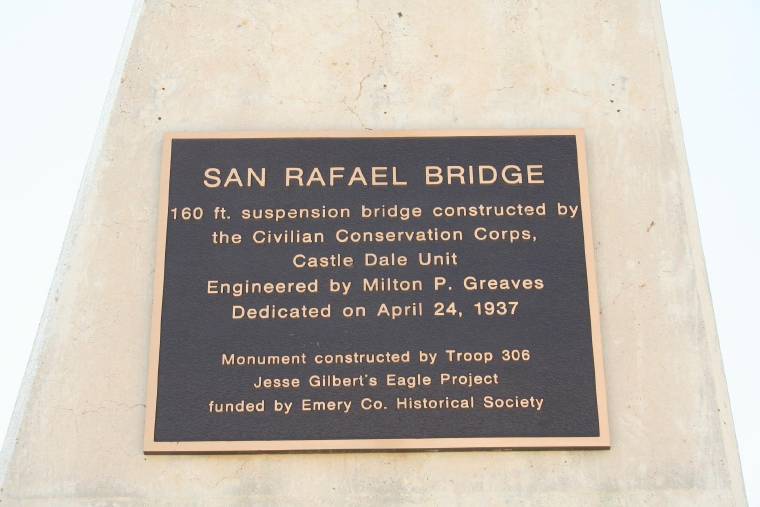 SAN RAFAEL BRIDGE
160 ft. suspension bridge constructed by
the Civilian Conservation Corps,
Castle Dale Unit
Engineered by Milton P. Greaves
Dedicated on April 24, 1937
Monument constructed by Troop 306
Jesse Gilbert's Eagle Project
funded by Emery Co. Historical Society